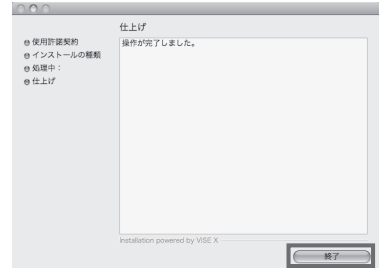 仕上げ
使用許諾契約
インストールの種類
処理中：
仕上げ
操作が完了しました。
Installation powered by VISE X
終了